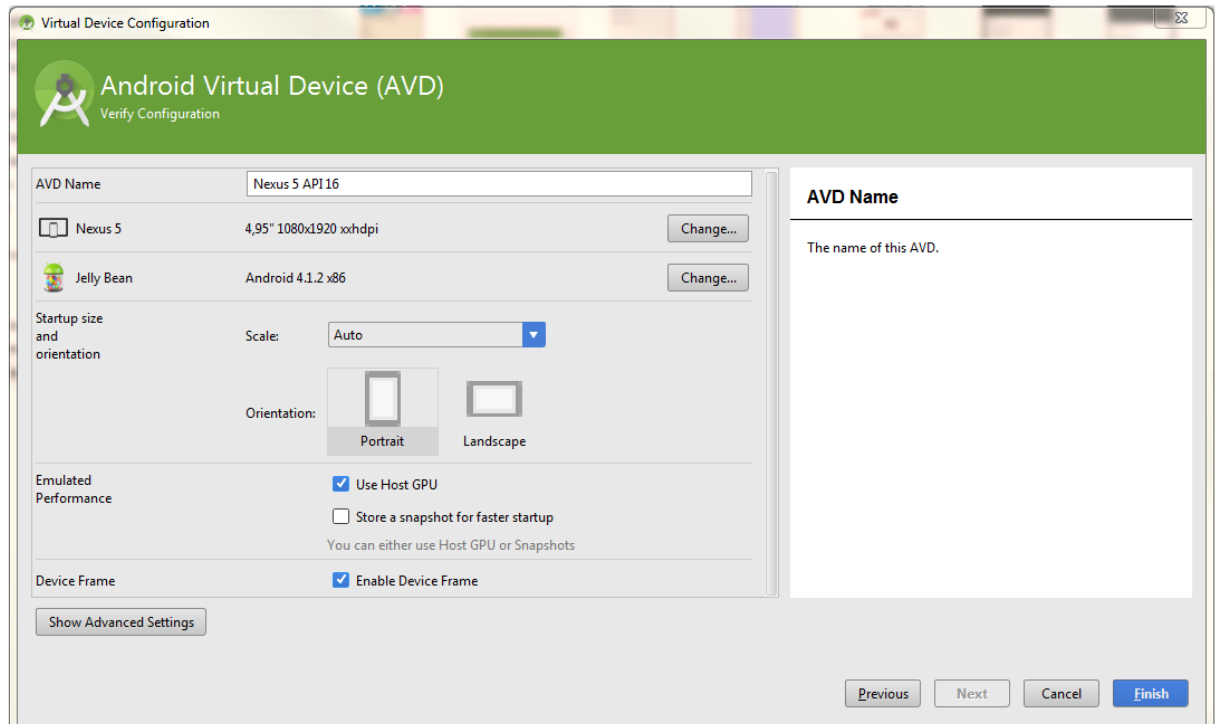 Virtual Device Configuration
Android Virtual Device (AVD)
Verify Configuration
AVD Name
Nexus 5 API 16
Nexus 5
4,95" 1080x1920 xxhdpi
Change...
Jelly Bean
Android 4.1.2 x86
Change...
Startup size
and
orientation
Scale:
Auto
Orientation:
Portrait
Landscape
Emulated
Performance
Use Host GPU
Store a snapshot for faster startup
You can either use Host GPU or Snapshots
Device Frame
Enable Device Frame
Show Advanced Settings
AVD Name
The name of this AVD.
Previous
Next
Cancel
Finish